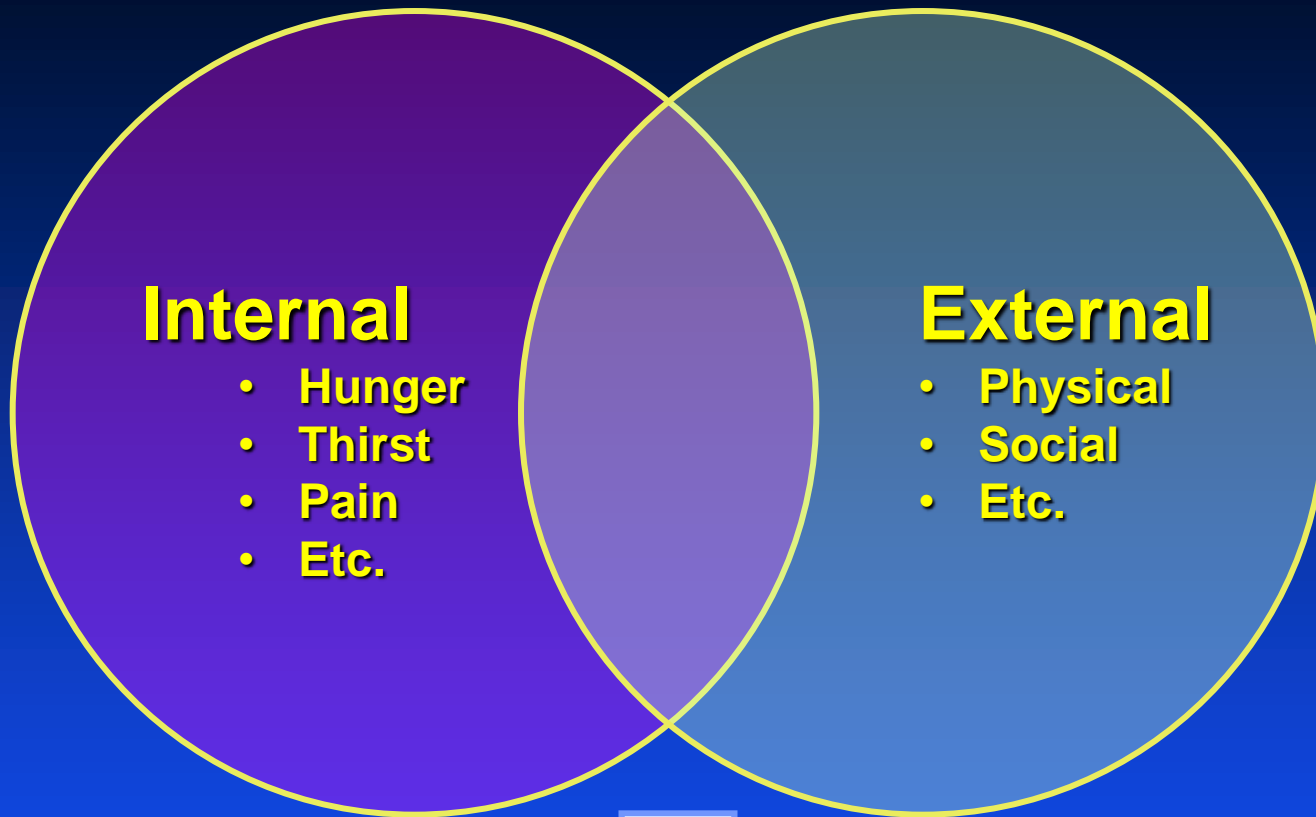 Internal
• Hunger
• Thirst
• Pain
• Etc.
External
• Physical
• Social
• Etc.